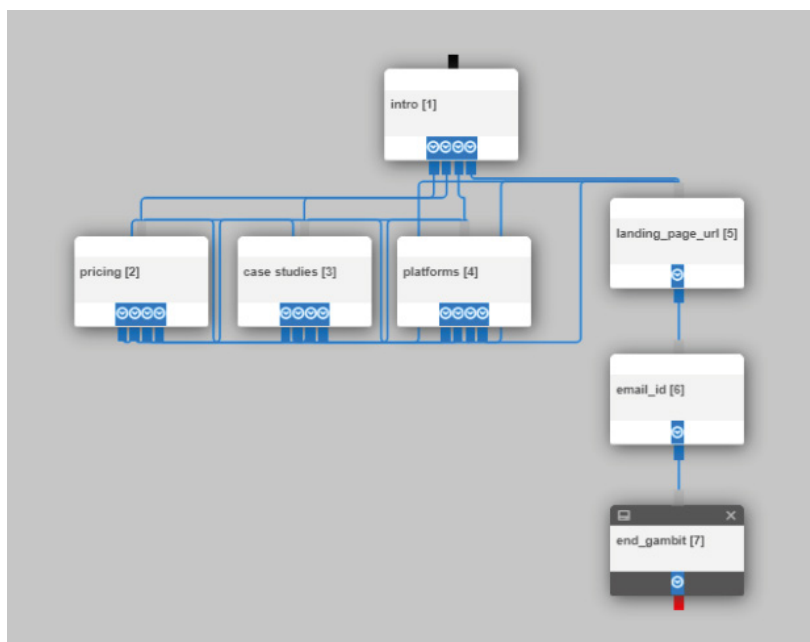 intro [1]
pricing [2]
case studies [3]
platforms [4]
landing_page_url [5]
email_id [6]
end_gambit [7]